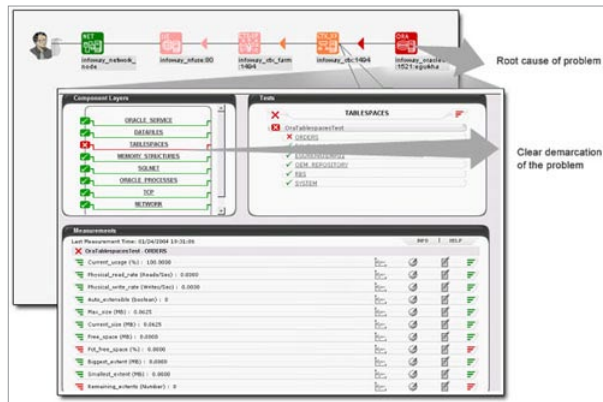 NET
CTX_XP
ORA
infoway_network_
node
infoway_nfuse:80
infoway_ctx_farm
:1494
infoway_ctx:1494
infoway_oracle
:1521:egurkha
Root cause of problem
Component Layers
ORACLE_SERVICE
DATAFILES
TABLESPACES
MEMORY_STRUCTURES
SQLNET
ORACLE_PROCESSES
TCP
NETWORK
Tests
TABLESPACES
OraTablespacesTest
ORDERS
OEM_REPOSITORY
RBS
SYSTEM
Clear demarcation
of the problem
Measurements
Last Measurement Time: 01/24/2004 19:31:06
INFO | HELP
OraTablespacesTest - ORDERS
Current_usage (%) : 100.0000
Physical_read_rate (Reads/Sec) : 0.0000
Physical_write_rate (Writes/Sec) : 0.0000
Auto_extensible (boolean) : 0
Max_size (MB) : 0.0625
Current_size (MB) : 0.0625
Free_space (MB) : 0.0000
Pct_free_space (%) : 0.0000
Biggest_extent (MB) : 0.0000
Smallest_extent (MB) : 0.0000
Remaining_extents (Number) : 0